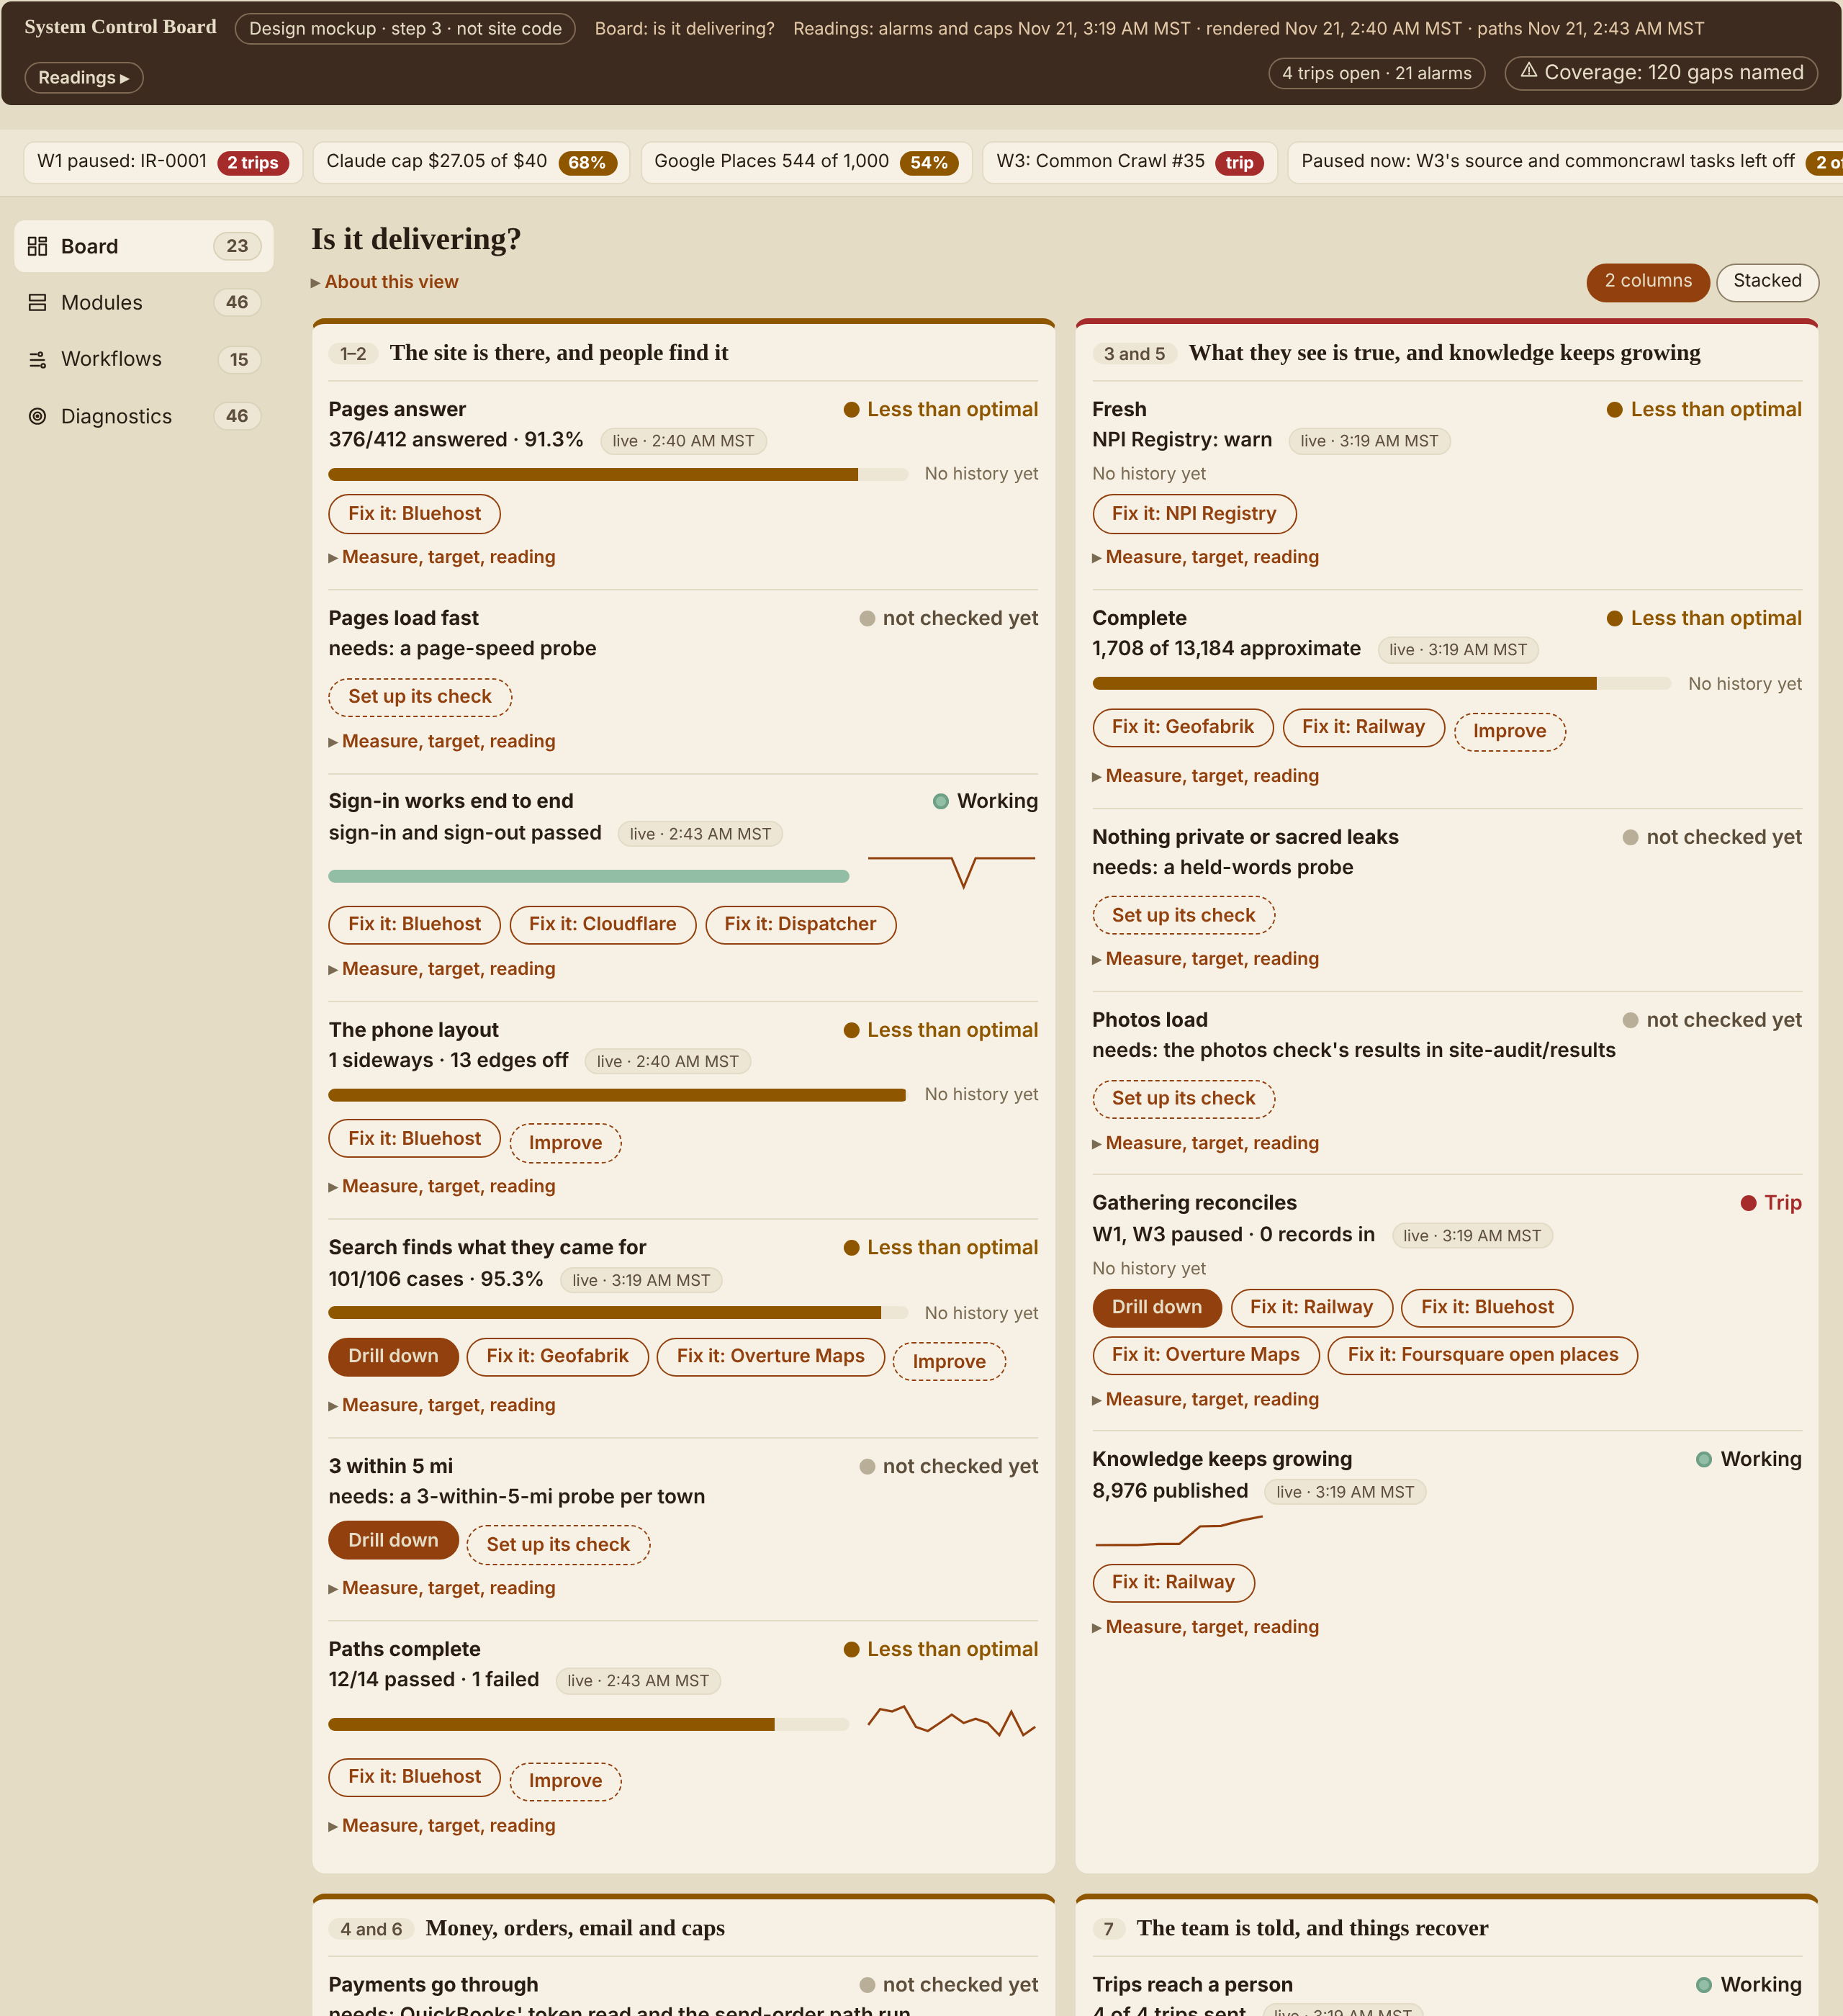 System Control Board
Design mockup · step 3 · not site code
Board: is it delivering?
Readings: alarms and caps Nov 21, 3:19 AM MST · rendered Nov 21, 2:40 AM MST · paths Nov 21, 2:43 AM MST
Readings ▸
4 trips open · 21 alarms
⚠ Coverage: 120 gaps named
W1 paused: IR-0001 2 trips
Claude cap $27.05 of $40 68%
Google Places 544 of 1,000 54%
W3: Common Crawl #35 trip
Paused now: W3's source and commoncrawl tasks left off 2 o
Board 23
Modules 46
Workflows 15
Diagnostics 46
Is it delivering?
▸ About this view
2 columns
Stacked
1–2 The site is there, and people find it
Pages answer
Less than optimal
376/412 answered · 91.3% live · 2:40 AM MST
No history yet
Fix it: Bluehost
▸ Measure, target, reading
Pages load fast
not checked yet
needs: a page-speed probe
Set up its check
▸ Measure, target, reading
Sign-in works end to end
Working
sign-in and sign-out passed live · 2:43 AM MST
Fix it: Bluehost Fix it: Cloudflare Fix it: Dispatcher
▸ Measure, target, reading
The phone layout
Less than optimal
1 sideways · 13 edges off live · 2:40 AM MST
No history yet
Fix it: Bluehost Improve
▸ Measure, target, reading
Search finds what they came for
Less than optimal
101/106 cases · 95.3% live · 3:19 AM MST
No history yet
Drill down Fix it: Geofabrik Fix it: Overture Maps Improve
▸ Measure, target, reading
3 within 5 mi
not checked yet
needs: a 3-within-5-mi probe per town
Drill down Set up its check
▸ Measure, target, reading
Paths complete
Less than optimal
12/14 passed · 1 failed live · 2:43 AM MST
Fix it: Bluehost Improve
▸ Measure, target, reading
3 and 5 What they see is true, and knowledge keeps growing
Fresh
Less than optimal
NPI Registry: warn live · 3:19 AM MST
No history yet
Fix it: NPI Registry
▸ Measure, target, reading
Complete
Less than optimal
1,708 of 13,184 approximate live · 3:19 AM MST
No history yet
Fix it: Geofabrik Fix it: Railway Improve
▸ Measure, target, reading
Nothing private or sacred leaks
not checked yet
needs: a held-words probe
Set up its check
▸ Measure, target, reading
Photos load
not checked yet
needs: the photos check's results in site-audit/results
Set up its check
▸ Measure, target, reading
Gathering reconciles
Trip
W1, W3 paused · 0 records in live · 3:19 AM MST
No history yet
Drill down Fix it: Railway Fix it: Bluehost
Fix it: Overture Maps Fix it: Foursquare open places
▸ Measure, target, reading
Knowledge keeps growing
Working
8,976 published live · 3:19 AM MST
Fix it: Railway
▸ Measure, target, reading
4 and 6 Money, orders, email and caps
Payments go through
not checked yet
needs: QuickBooks' token read and the send-order path run
7 The team is told, and things recover
Trips reach a person
Working
4 of 4 trips sent live · 3:19 AM MST